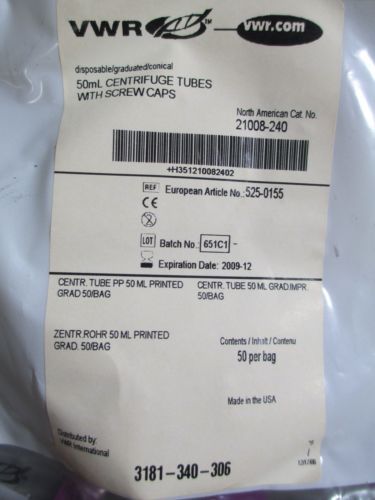 VWR™
vwr.com
disposable/graduated/conical
50mL CENTRIFUGE TUBES
WITH SCREW CAPS
North American Cat. No.
21008-240
+H351210082402
REF European Article No.: 525-0155
CE
LOT Batch No.: 651C1 -
Expiration Date: 2009-12
CENTR. TUBE PP 50 ML PRINTED
GRAD 50/BAG
CENTR. TUBE 50 ML GRAD.IMPR.
50/BAG
ZENTR.ROHR 50 ML PRINTED
GRAD. 50/BAG
Contents / Inhalt / Contenu
50 per bag
Made in the USA
Distributed by:
VWR International
3181-340-306